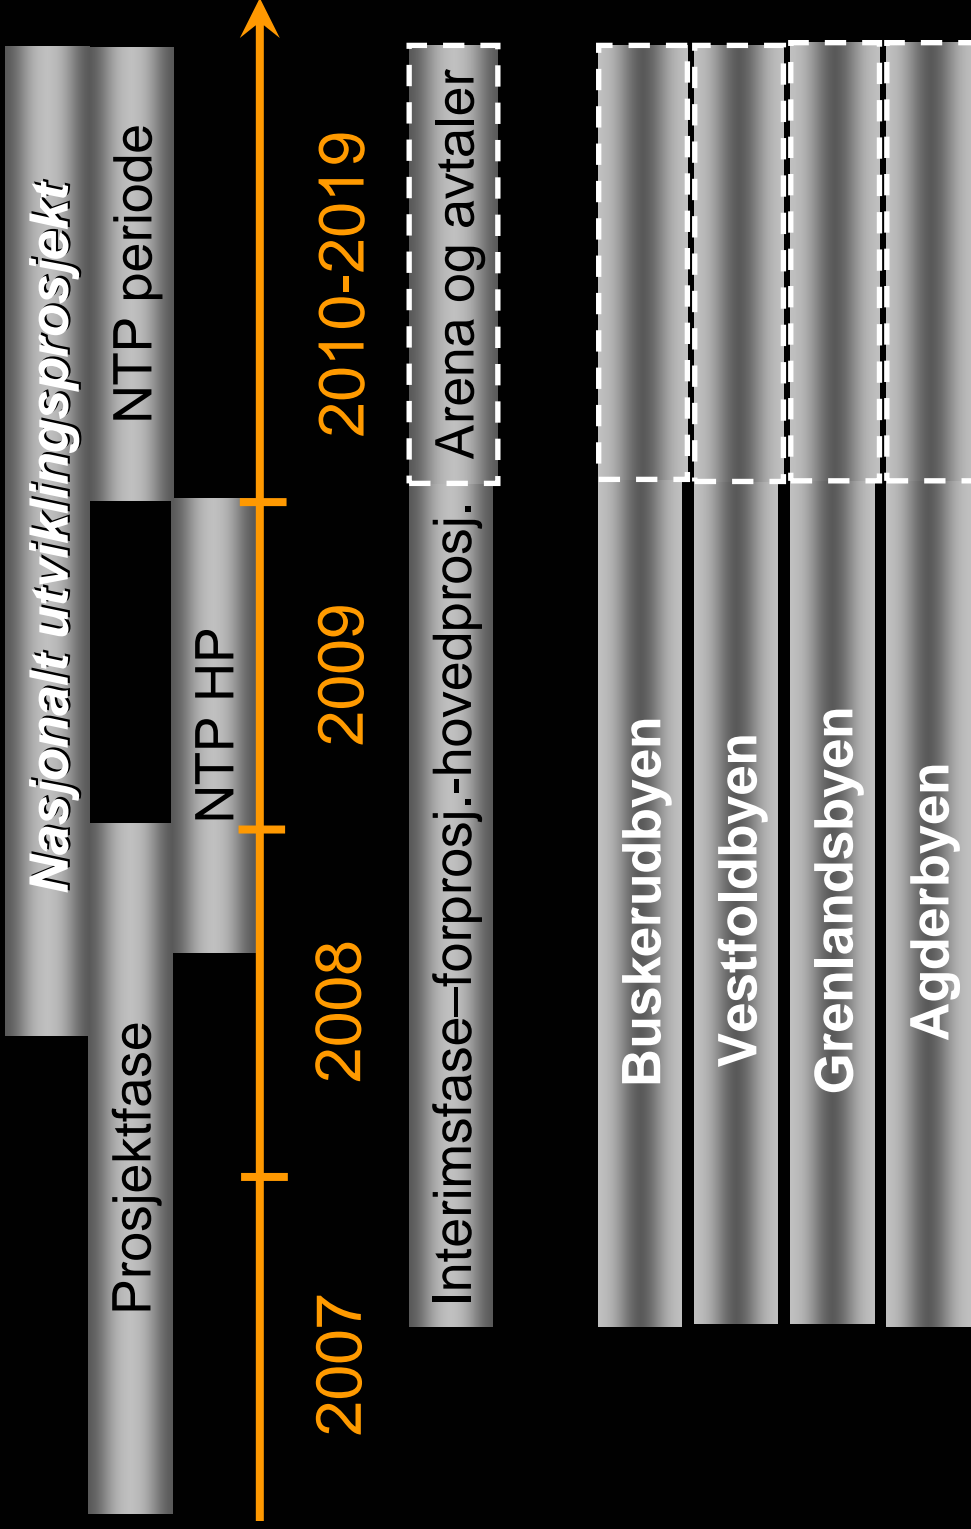 Nasjonalt utviklingsprosjekt
Prosjektfase
NTP periode
NTP HP
2007
2008
2009
2010-2019
Interimsfase–forprosj.-hovedprosj.
Arena og avtaler
Buskerudbyen
Vestfoldbyen
Grenlandsbyen
Agderbyen